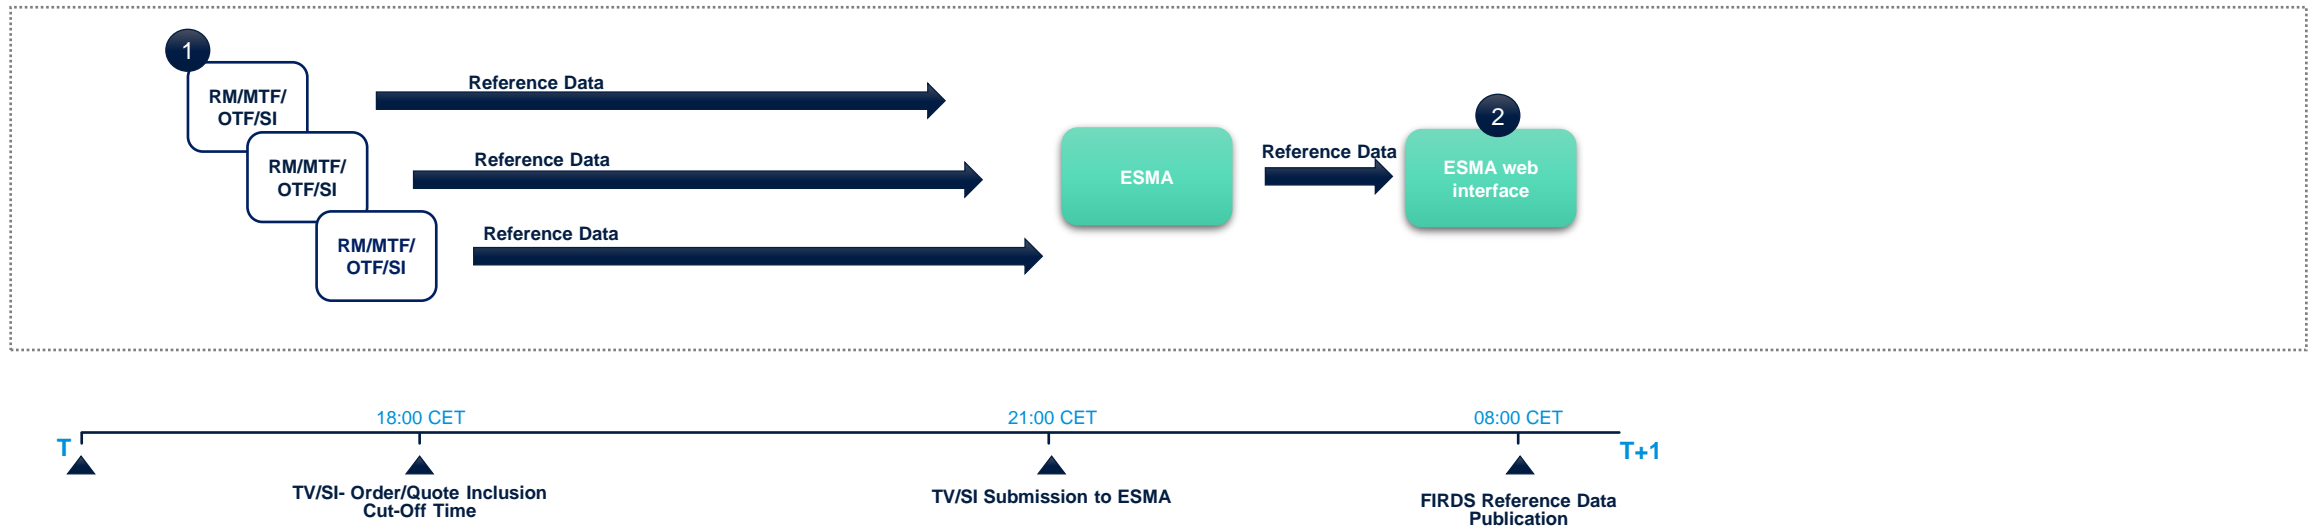 1
RM/MTF/
OTF/SI
Reference Data
RM/MTF/
OTF/SI
Reference Data
RM/MTF/
OTF/SI
Reference Data
ESMA
Reference Data
2
ESMA web
interface
T
18:00 CET
21:00 CET
08:00 CET
T+1
TV/SI- Order/Quote Inclusion
Cut-Off Time
TV/SI Submission to ESMA
FIRDS Reference Data
Publication